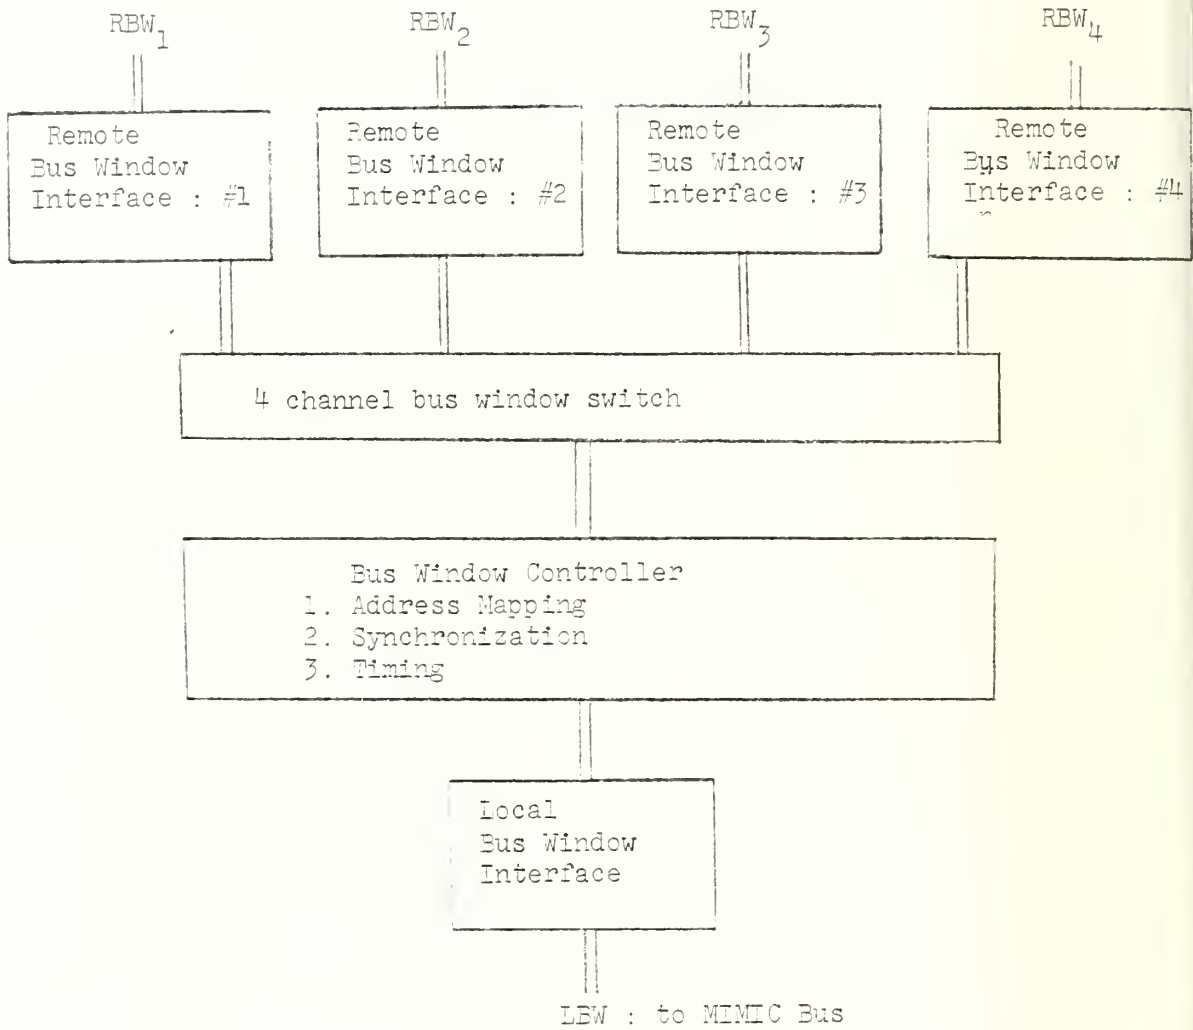 RBW1 RBW2 RBW3 RBW4
Remote
Bus Window
Interface : #1
Remote
Bus Window
Interface : #2
Remote
Bus Window
Interface : #3
Remote
Bus Window
Interface : #4
4 channel bus window switch
Bus Window Controller
1. Address Mapping
2. Synchronization
3. Timing
Local
Bus Window
Interface
LBW : to MIMIC Bus